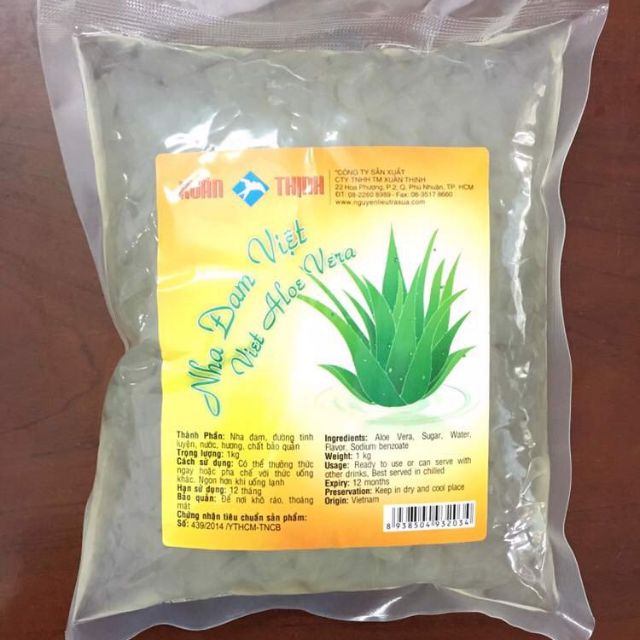 XUÂN THỊNH
"CÔNG TY SẢN XUẤT
CTY TNHH TM XUÂN THỊNH
22 Hoa Phượng, P 2, Q. Phú Nhuận, TP. HCM
ĐT: 08-2260 8989 - Fax: 08-3517 8660
www.nguyenlieutraxua.com
Nha Đam Việt
Viet Aloe Vera
Thành Phần: Nha đam, đường tinh
luyện, nước, hương, chất bảo quản
Trọng lượng: 1kg
Cách sử dụng: Có thể thưởng thức
ngay hoặc pha chế với thức uống
khác. Ngon hơn khi uống lạnh
Hạn sử dụng: 12 tháng
Bảo quản: Để nơi khô ráo, thoáng
mát
Chứng nhận tiêu chuẩn sản phẩm:
Số: 439/2014 /YTHCM-TNCB
Ingredients: Aloe Vera, Sugar, Water,
Flavor, Sodium benzoate
Weight: 1 kg
Usage: Ready to use or can serve with
other drinks, Best served in chilled
Expiry: 12 months
Preservation: Keep in dry and cool place
Origin: Vietnam
8 938504 932034